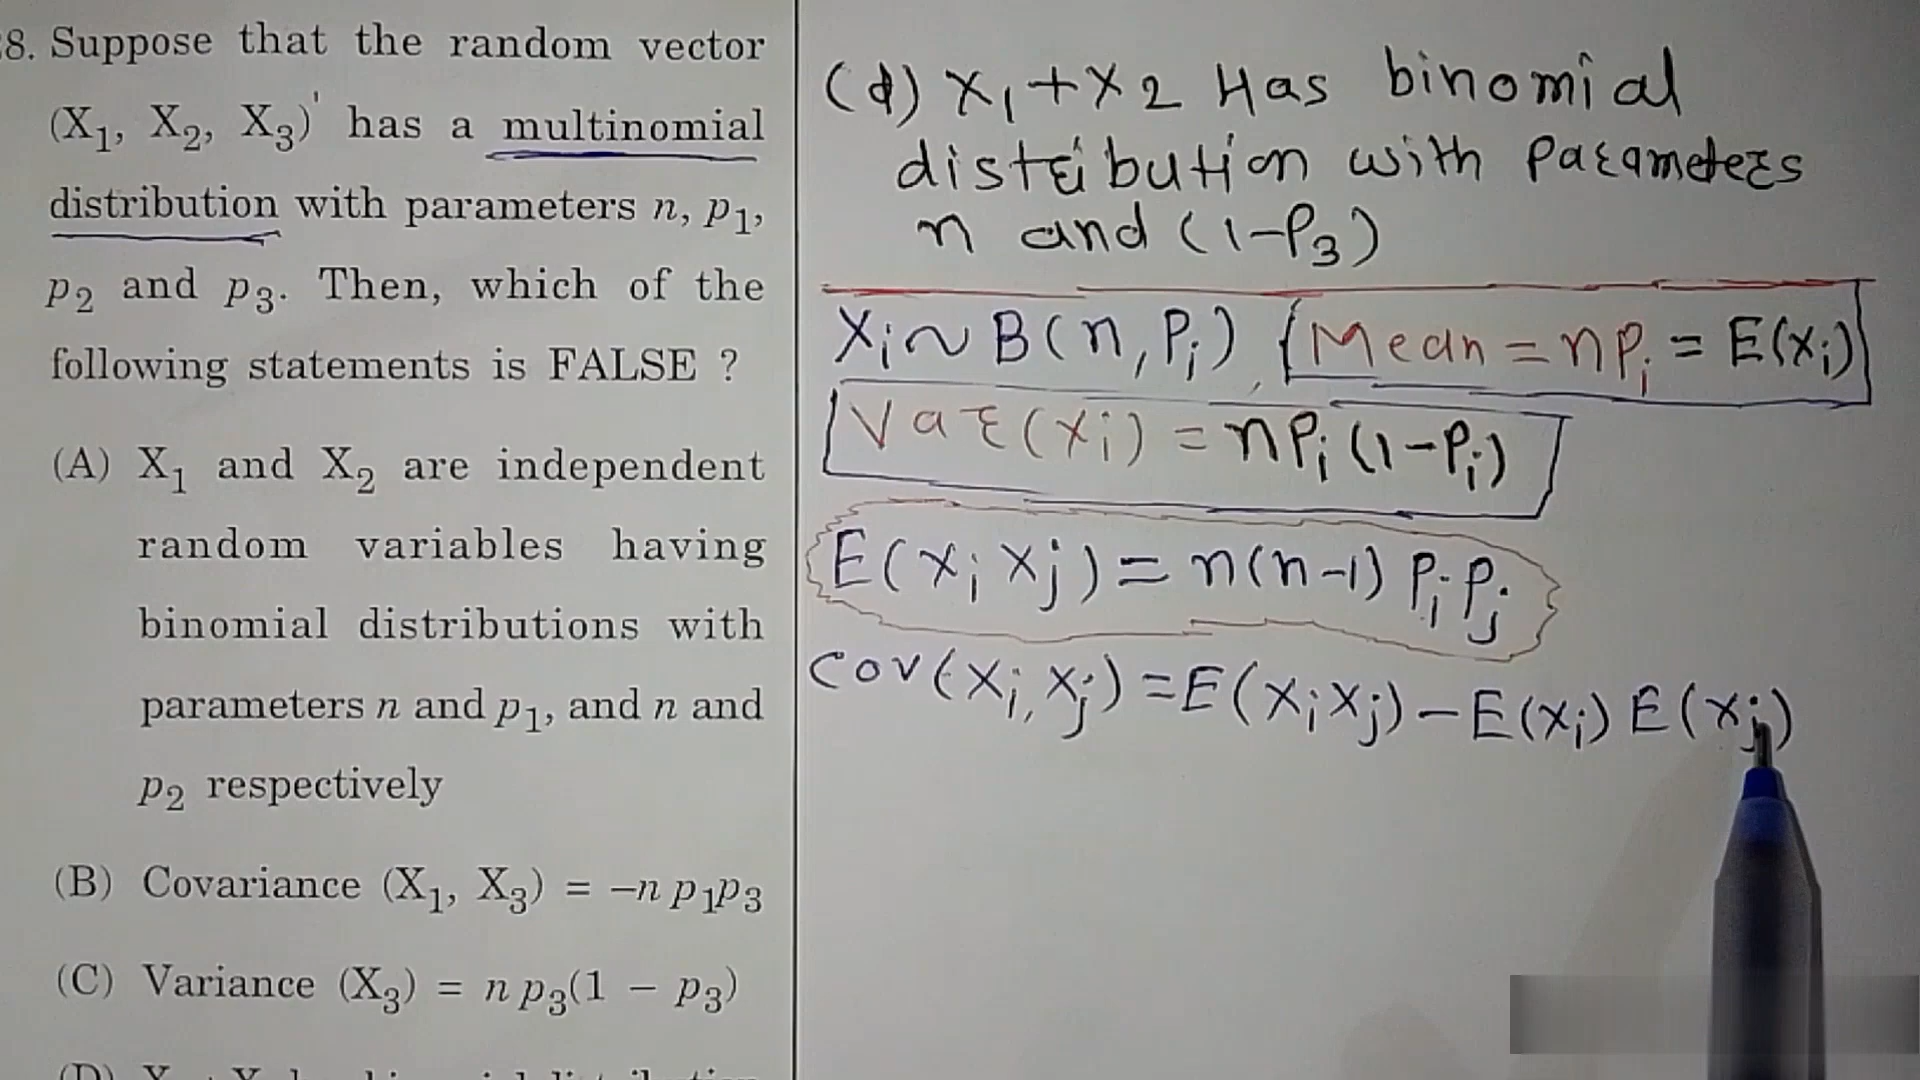 8. Suppose that the random vector
(X₁, X₂, X₃)' has a multinomial
distribution with parameters n, p₁,
p₂ and p₃. Then, which of the
following statements is FALSE ?
(A) X₁ and X₂ are independent
random variables having
binomial distributions with
parameters n and p₁, and n and
p₂ respectively
(B) Covariance (X₁, X₃) = –n p₁p₃
(C) Variance (X₃) = n p₃(1 – p₃)
(d) X₁+X₂ Has binomial
distribution with Parameters
n and (1-P₃)
Xᵢ ~ B(n, Pᵢ), Mean = nPᵢ = E(xᵢ)
Var(xᵢ) = nPᵢ(1-Pᵢ)
E(xᵢ xⱼ) = n(n-1) PᵢPⱼ
cov(xᵢ, xⱼ) = E(xᵢxⱼ) - E(xᵢ) E(xⱼ)